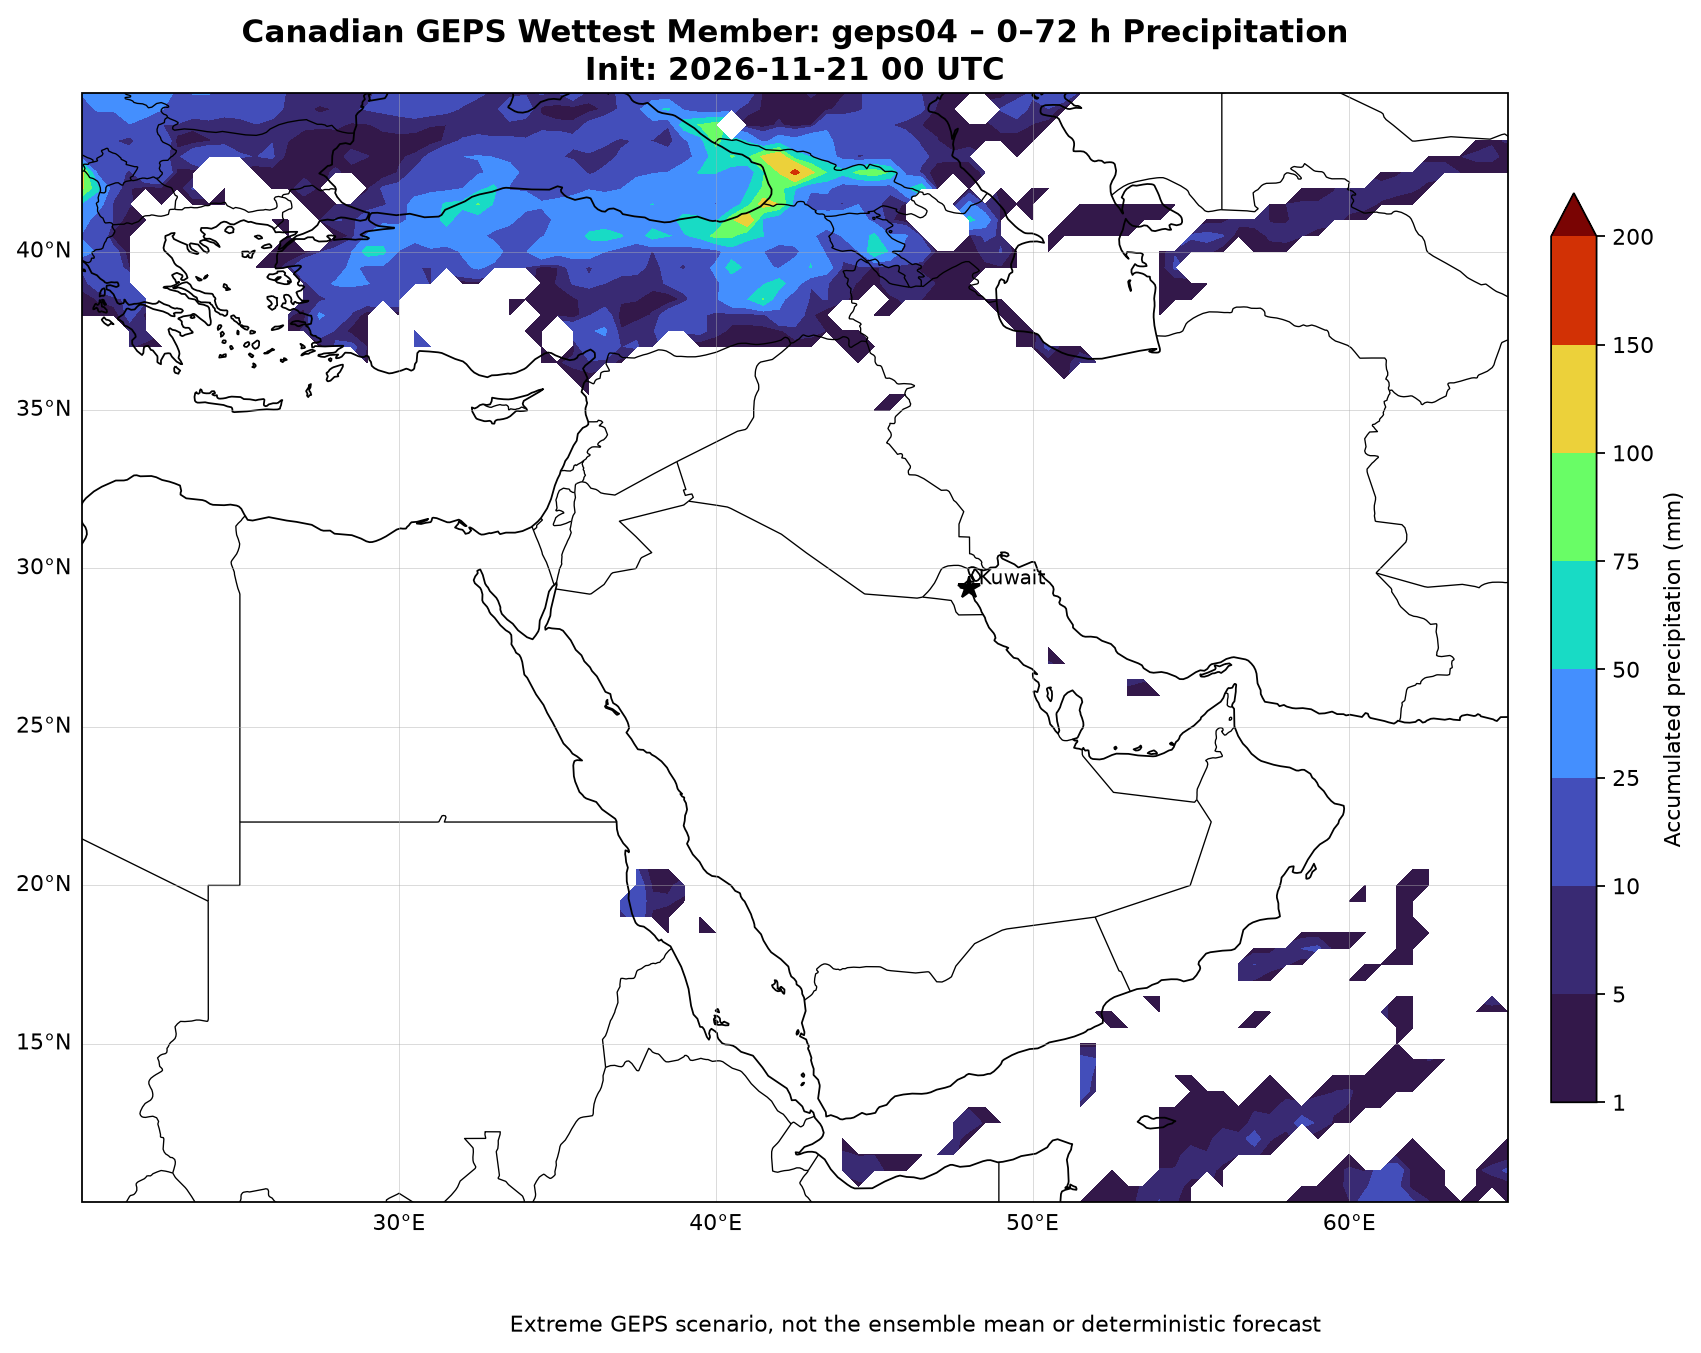 Canadian GEPS Wettest Member: geps04 – 0–72 h Precipitation
Init: 2026-11-21 00 UTC
40°N
35°N
30°N
25°N
20°N
15°N
30°E
40°E
50°E
60°E
Kuwait
200
150
100
75
50
25
10
5
1
Accumulated precipitation (mm)
Extreme GEPS scenario, not the ensemble mean or deterministic forecast